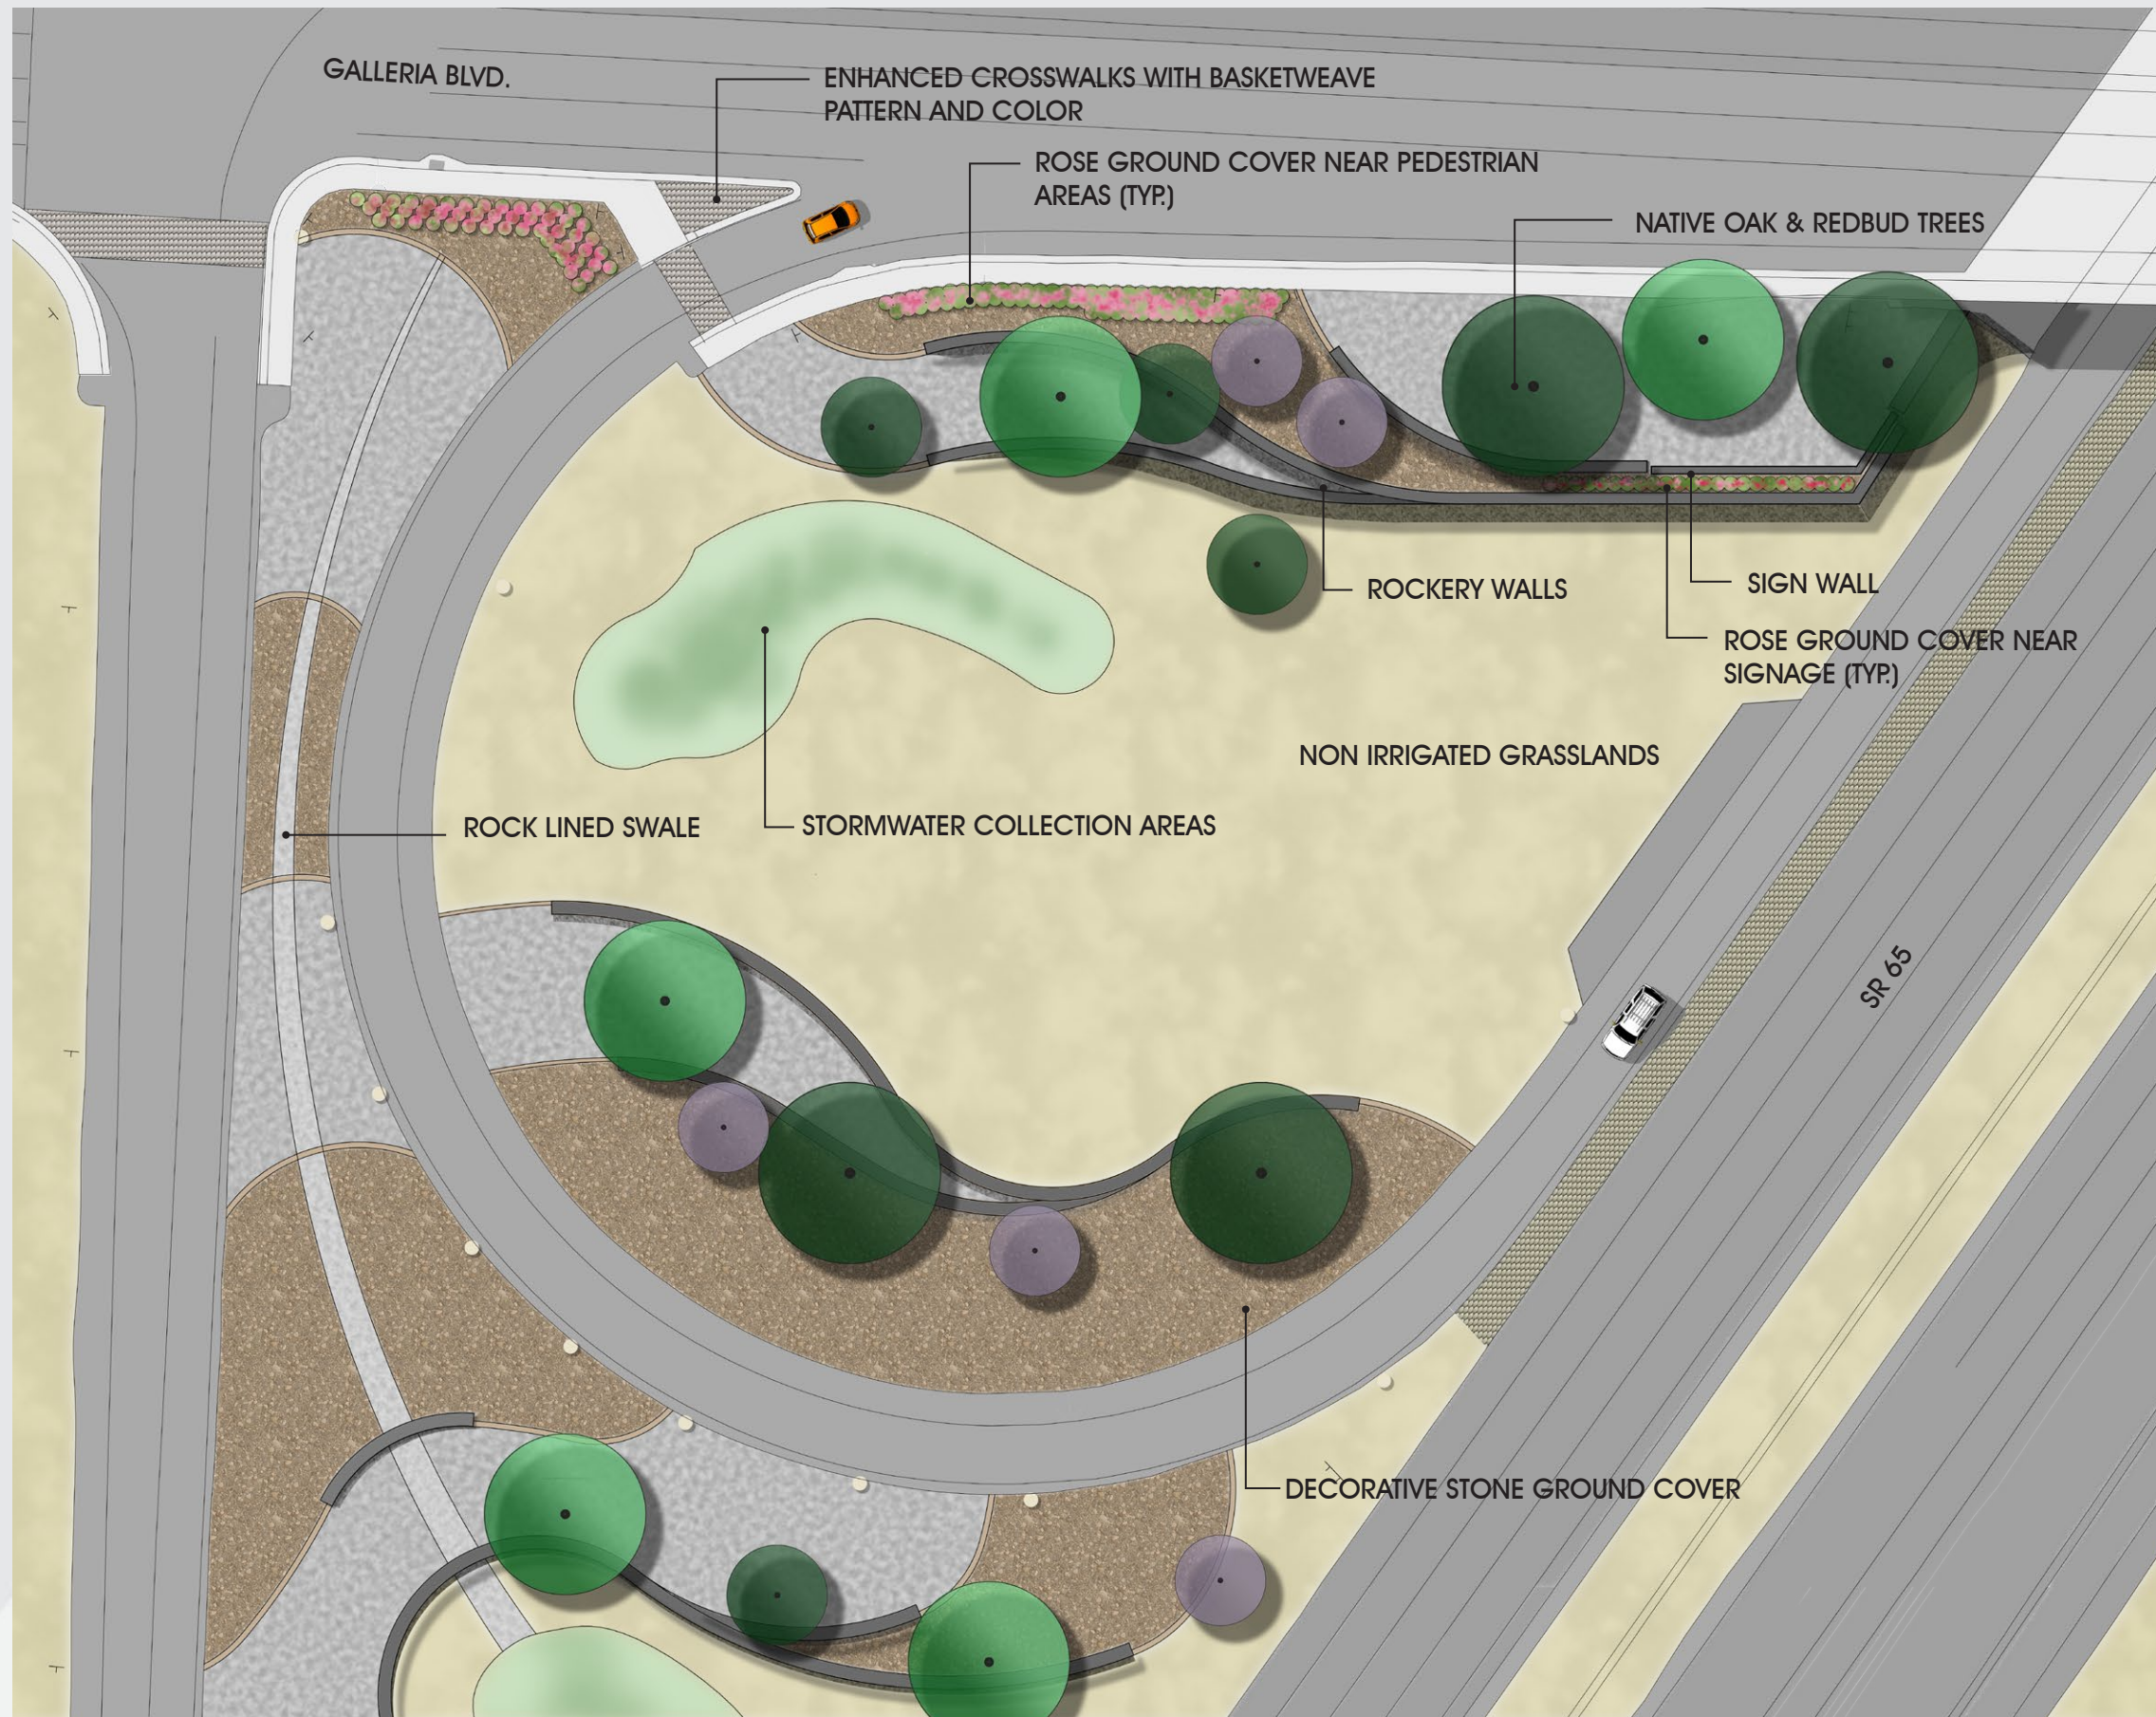 GALLERIA BLVD.
ENHANCED CROSSWALKS WITH BASKETWEAVE
PATTERN AND COLOR
ROSE GROUND COVER NEAR PEDESTRIAN
AREAS (TYP.)
NATIVE OAK & REDBUD TREES
ROCKERY WALLS
SIGN WALL
ROSE GROUND COVER NEAR
SIGNAGE (TYP.)
NON IRRIGATED GRASSLANDS
ROCK LINED SWALE
STORMWATER COLLECTION AREAS
SR 65
DECORATIVE STONE GROUND COVER